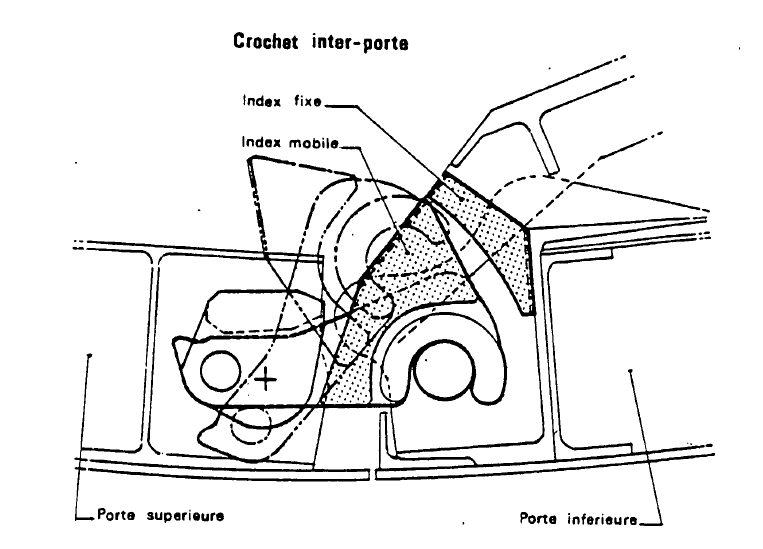 Crochet inter-porte
Index fixe
Index mobile
Porte superieure
Porte inferieure